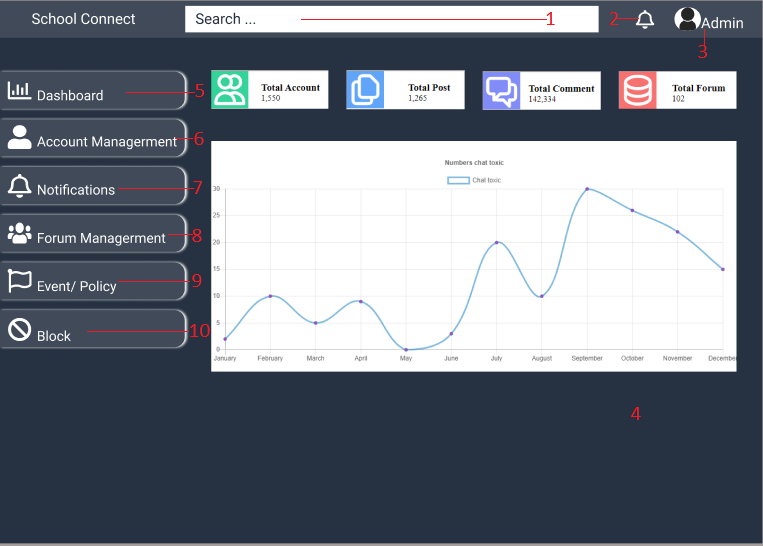 School Connect
Search ...
1
2
Admin
3
Dashboard
5
Total Account
1,550
Total Post
1,265
Total Comment
142,334
Total Forum
102
Account Managerment
6
Notifications
7
Forum Managerment
8
Event/ Policy
9
Block
10
Numbers chat toxic
Chat toxic
30
25
20
15
10
5
0
January February March April May June July August September October November December
4